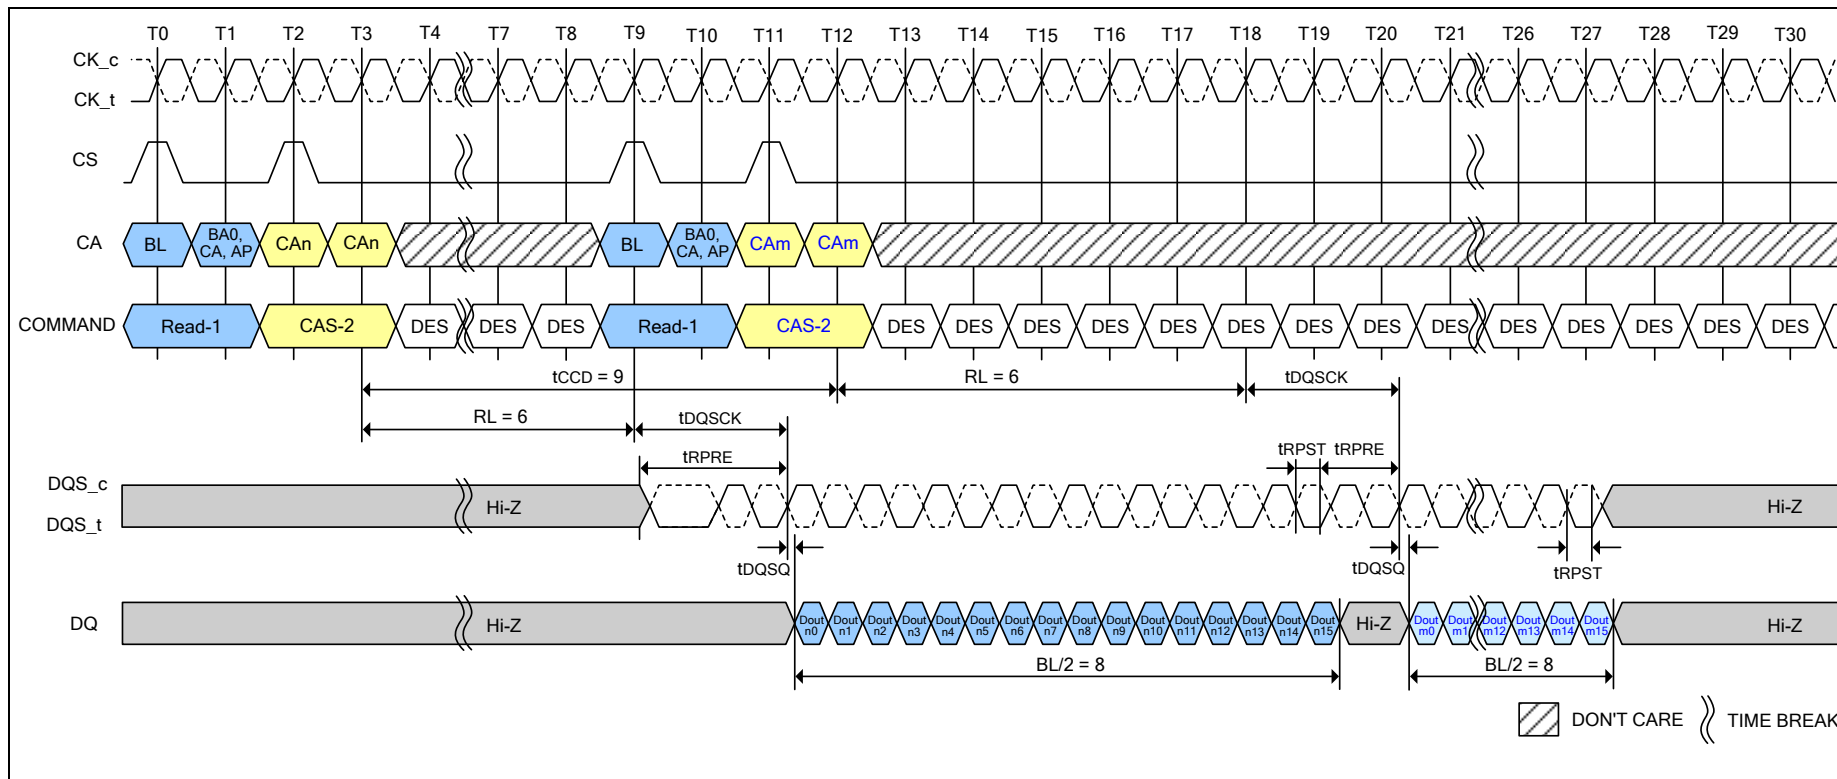 T0 T1 T2 T3 T4 T7 T8 T9 T10 T11 T12 T13 T14 T15 T16 T17 T18 T19 T20 T21 T26 T27 T28 T29 T30
CK_c
CK_t
CS
CA BL BA0, CA, AP CAn CAn BL BA0, CA, AP CAm CAm
COMMAND Read-1 CAS-2 DES DES DES Read-1 CAS-2 DES DES DES DES DES DES DES DES DES DES DES DES DES DES
tCCD = 9 RL = 6 tDQSCK
RL = 6 tDQSCK
tRPRE tRPST tRPRE
DQS_c
Hi-Z Hi-Z
DQS_t
tDQSQ tDQSQ tRPST
DQ Hi-Z Dout n0 Dout n1 Dout n2 Dout n3 Dout n4 Dout n5 Dout n6 Dout n7 Dout n8 Dout n9 Dout n10 Dout n11 Dout n12 Dout n13 Dout n14 Dout n15 Hi-Z Dout m0 Dout m1 Dout m12 Dout m13 Dout m14 Dout m15 Hi-Z
BL/2 = 8 BL/2 = 8
DON'T CARE TIME BREAK